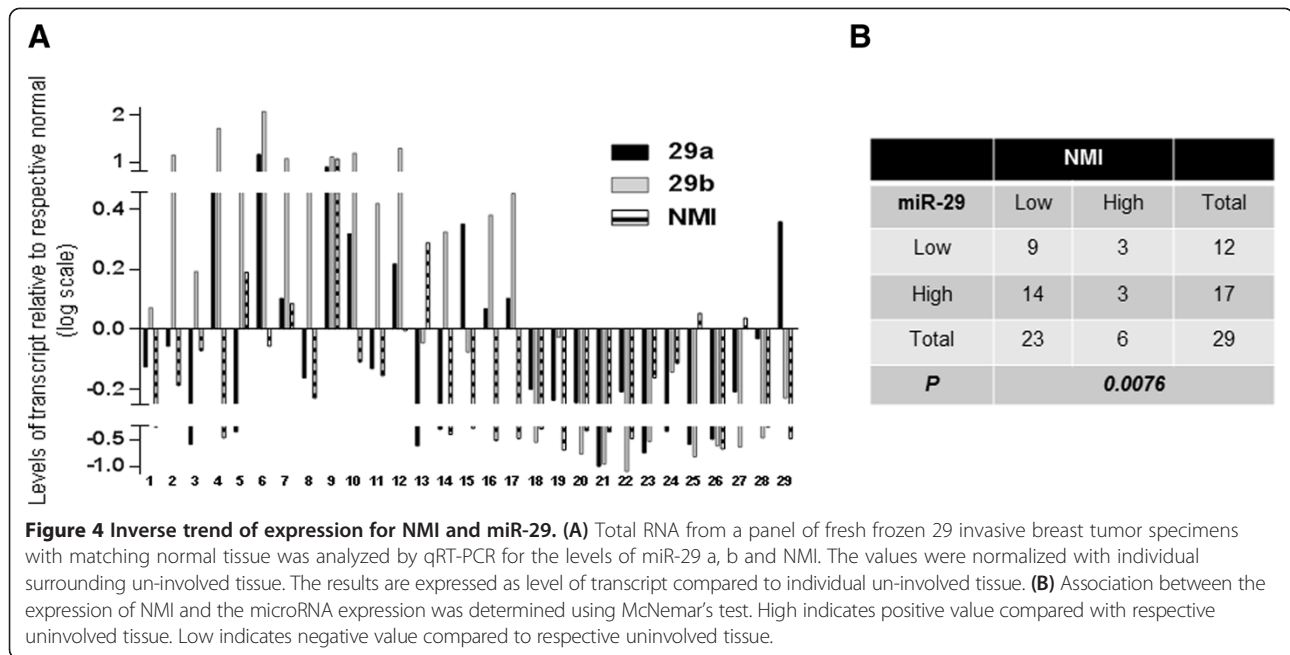 A
B
Levels of transcript relative to respective normal
(log scale)
2
1
0.4
0.2
0.0
-0.2
-0.5
-1.0
29a
29b
NMI
1 2 3 4 5 6 7 8 9 10 11 12 13 14 15 16 17 18 19 20 21 22 23 24 25 26 27 28 29
NMI
miR-29 Low High Total
Low 9 3 12
High 14 3 17
Total 23 6 29
P 0.0076
Figure 4 Inverse trend of expression for NMI and miR-29. (A) Total RNA from a panel of fresh frozen 29 invasive breast tumor specimens
with matching normal tissue was analyzed by qRT-PCR for the levels of miR-29 a, b and NMI. The values were normalized with individual
surrounding un-involved tissue. The results are expressed as level of transcript compared to individual un-involved tissue. (B) Association between the
expression of NMI and the microRNA expression was determined using McNemar's test. High indicates positive value compared with respective
uninvolved tissue. Low indicates negative value compared to respective uninvolved tissue.